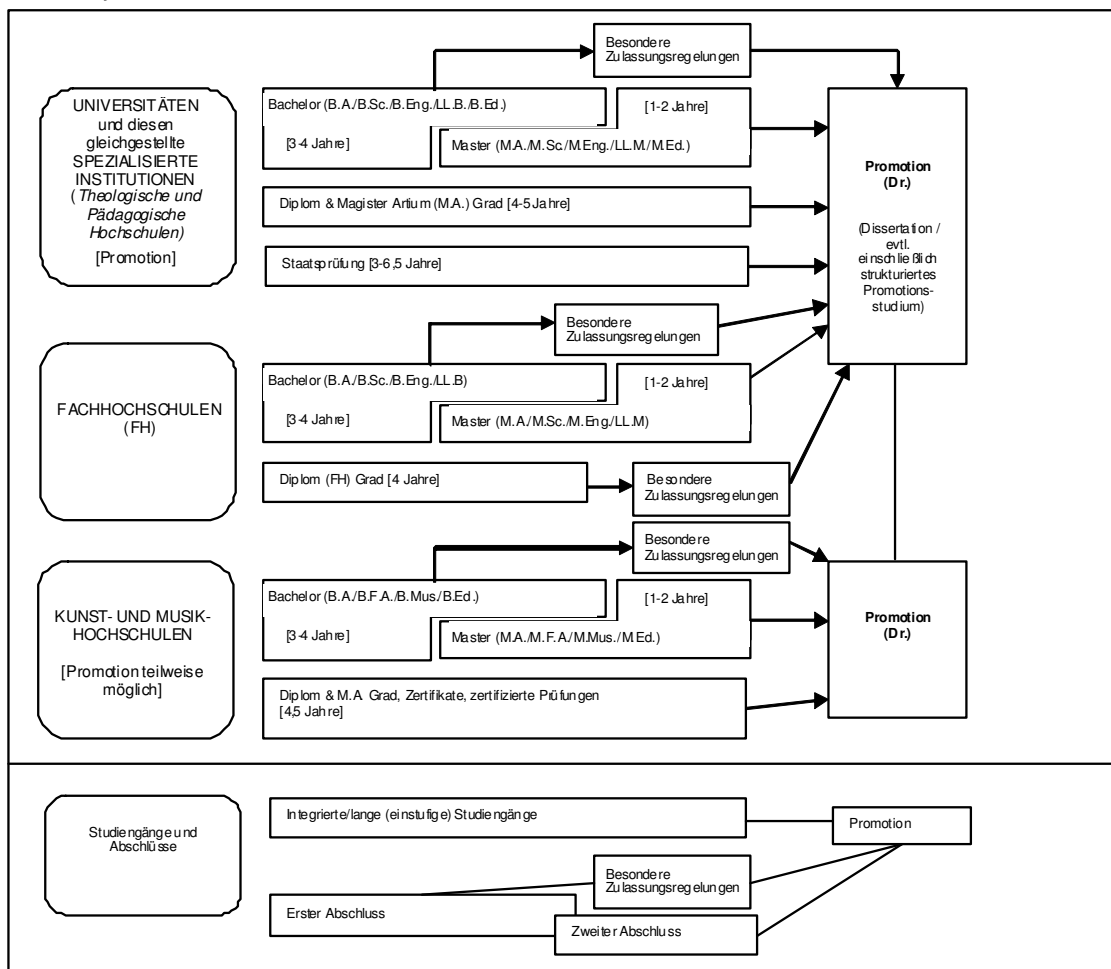 Besondere
Zulassungsregelungen
UNIVERSITÄTEN
und diesen
gleichgestellte
SPEZIALISIERTE
INSTITUTIONEN
(Theologische und
Pädagogische
Hochschulen)
[Promotion]
Bachelor (B.A./B.Sc./B.Eng./LL.B./B.Ed.)
[1-2 Jahre]
[3-4 Jahre]
Master (M.A./M.Sc./M.Eng./LL.M./M.Ed.)
Diplom & Magister Artium (M.A.) Grad [4-5 Jahre]
Staatsprüfung [3-6,5 Jahre]
Promotion
(Dr.)
(Dissertation /
evtl.
einschließlich
strukturiertes
Promotions-
studium)
Besondere
Zulassungsregelungen
FACHHOCHSCHULEN
(FH)
Bachelor (B.A./B.Sc./B.Eng./LL.B)
[1-2 Jahre]
[3-4 Jahre]
Master (M.A./M.Sc./M.Eng./LL.M)
Diplom (FH) Grad [4 Jahre]
Besondere
Zulassungsregelungen
Besondere
Zulassungsregelungen
KUNST- UND MUSIK-
HOCHSCHULEN
[Promotion teilweise
möglich]
Bachelor (B.A./B.F.A./B.Mus./B.Ed.)
[1-2 Jahre]
[3-4 Jahre]
Master (M.A./M.F.A./M.Mus./M.Ed.)
Diplom & M.A. Grad, Zertifikate, zertifizierte Prüfungen
[4,5 Jahre]
Promotion
(Dr.)
Studiengänge und
Abschlüsse
Integrierte/lange (einstufige) Studiengänge
Promotion
Besondere
Zulassungsregelungen
Erster Abschluss
Zweiter Abschluss